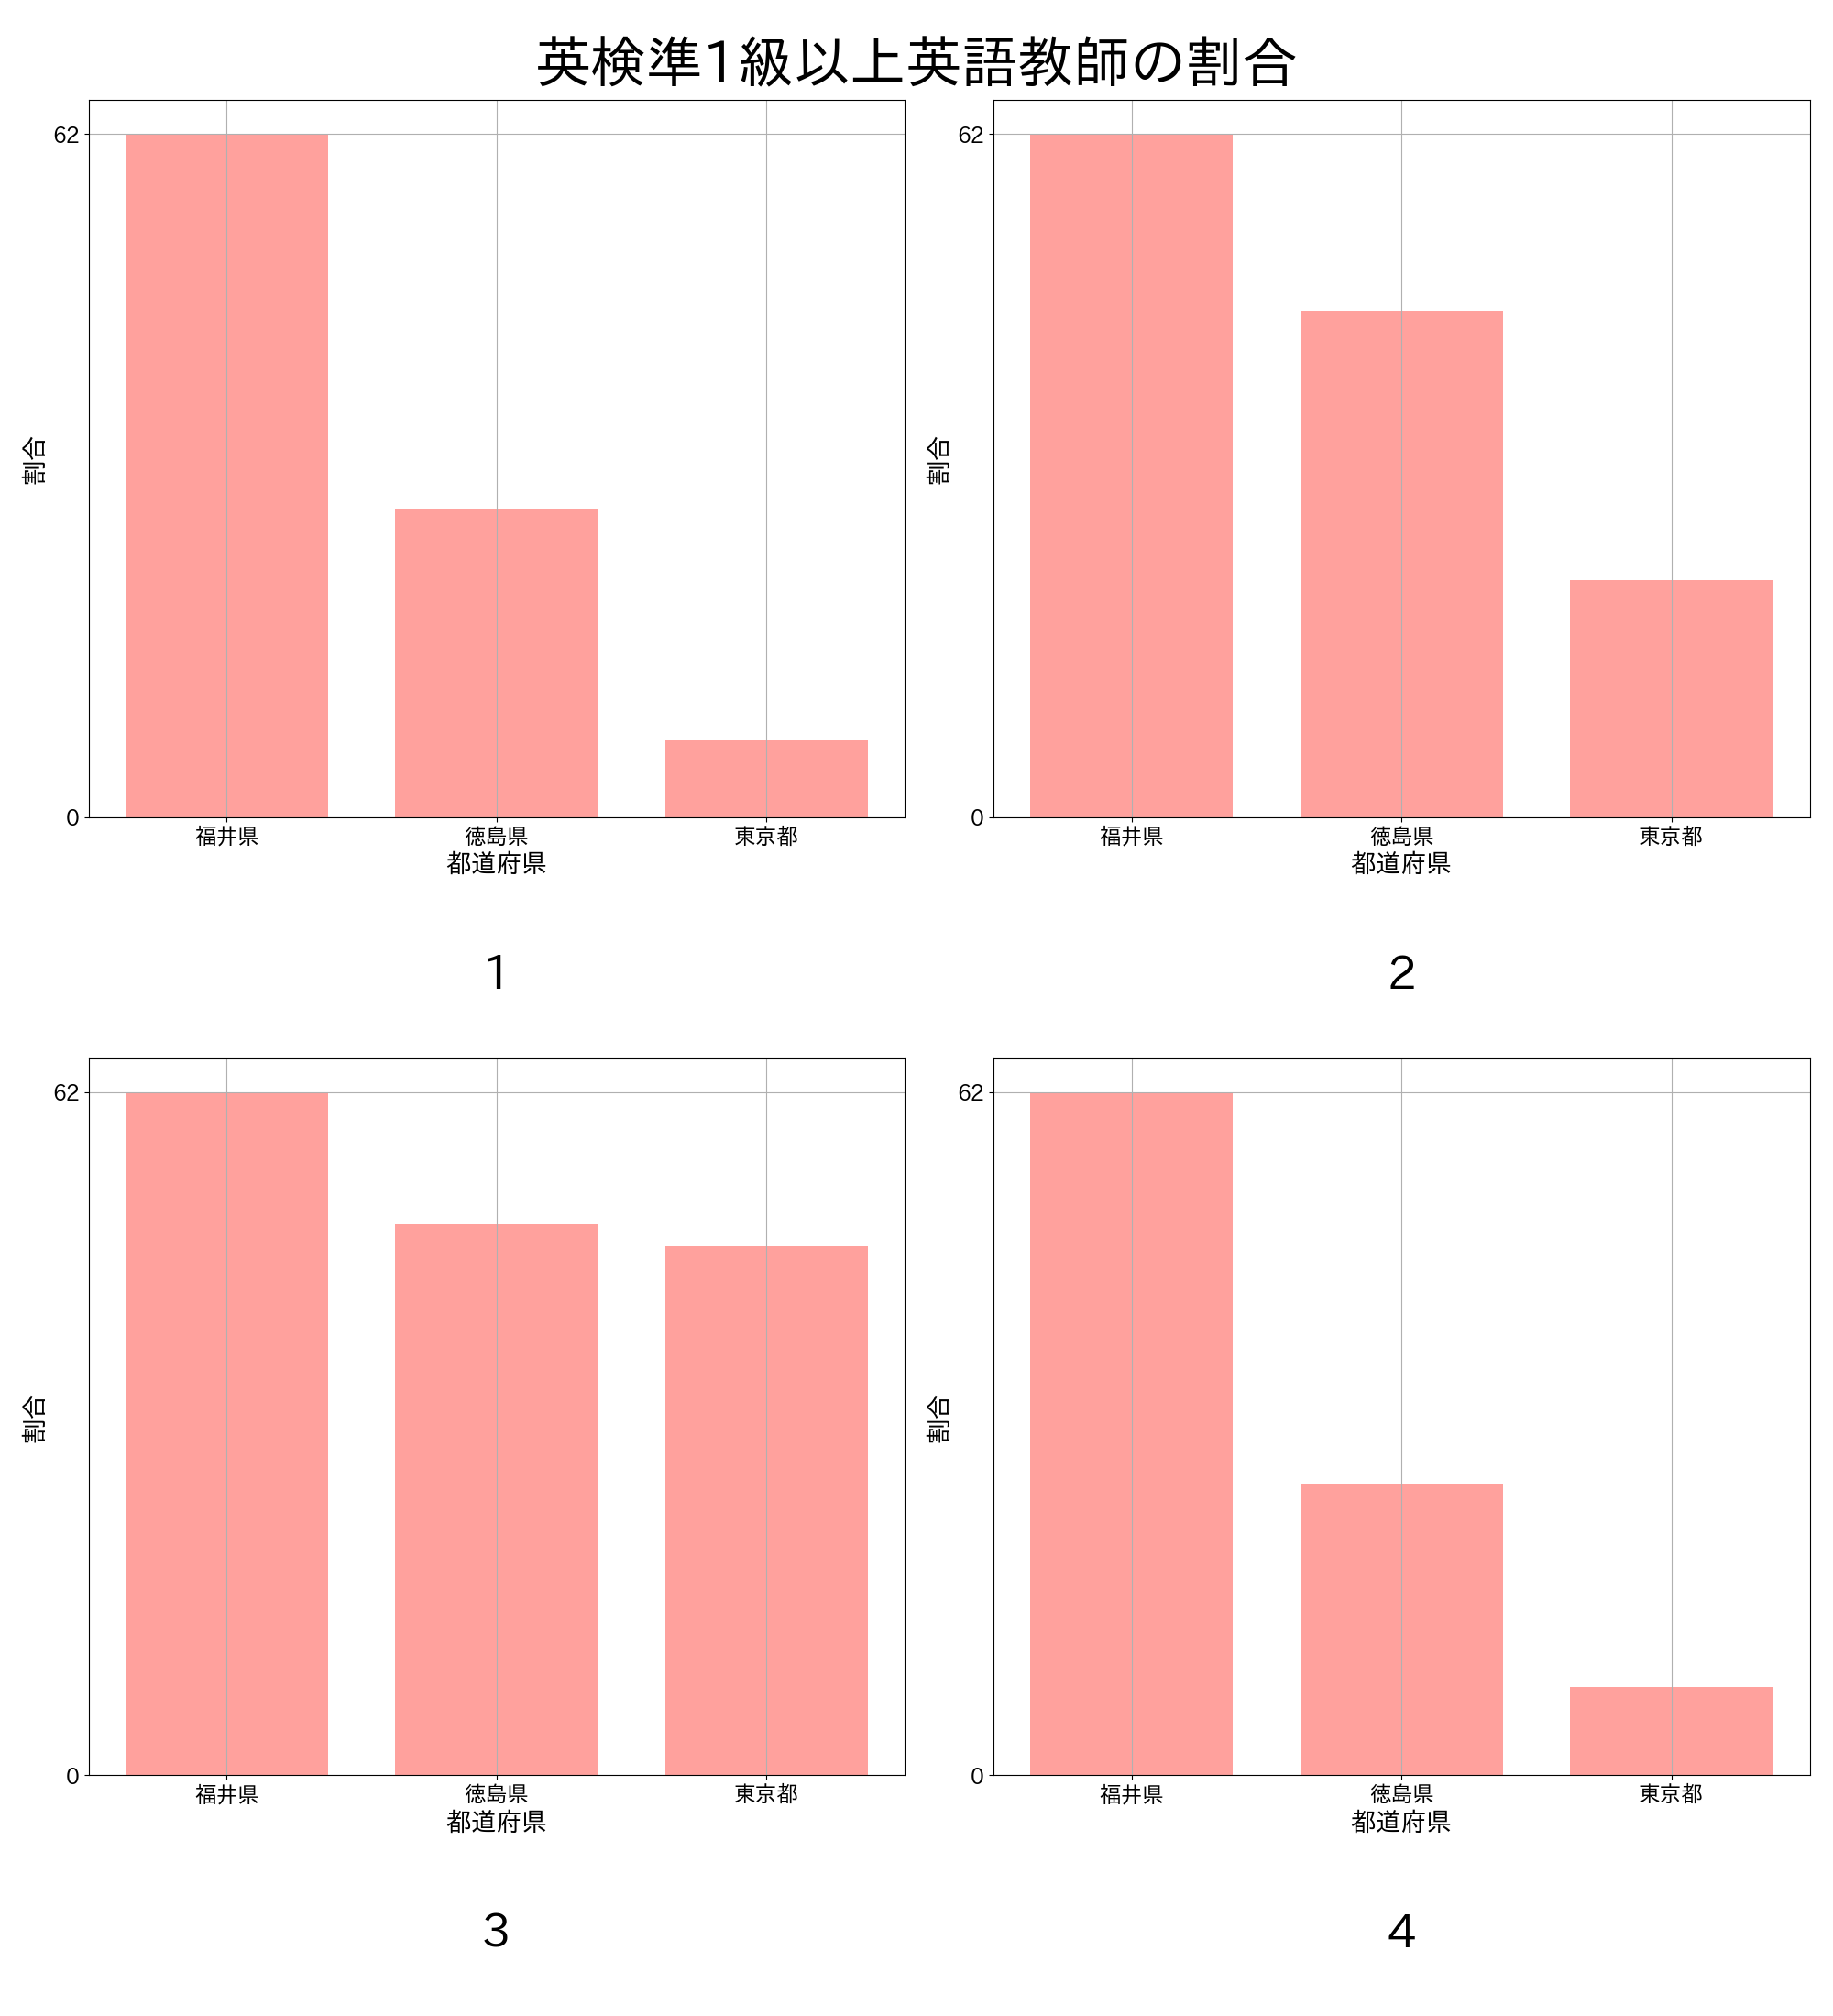 英検準1級以上英語教師の割合
62
0
割合
福井県 徳島県 東京都
都道府県
1
62
0
割合
福井県 徳島県 東京都
都道府県
2
62
0
割合
福井県 徳島県 東京都
都道府県
3
62
0
割合
福井県 徳島県 東京都
都道府県
4